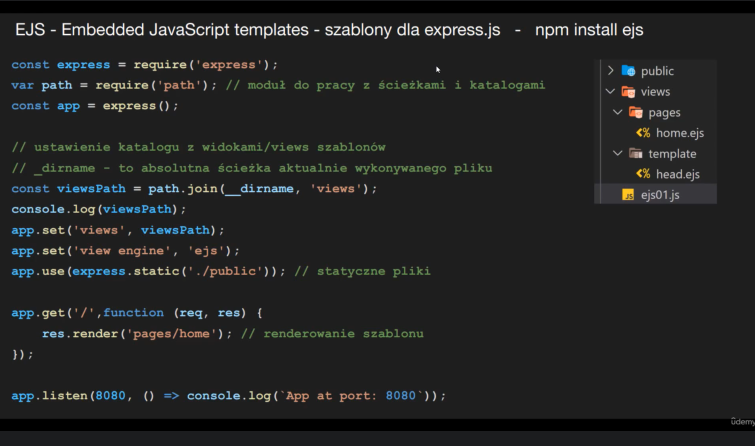 EJS - Embedded JavaScript templates - szablony dla express.js - npm install ejs
const express = require('express');
var path = require('path'); // moduł do pracy z ścieżkami i katalogami
const app = express();
// ustawienie katalogu z widokami/views szablonów
// _dirname - to absolutna ścieżka aktualnie wykonywanego pliku
const viewsPath = path.join(__dirname, 'views');
console.log(viewsPath);
app.set('views', viewsPath);
app.set('view engine', 'ejs');
app.use(express.static('./public')); // statyczne pliki
app.get('/',function (req, res) {
res.render('pages/home'); // renderowanie szablonu
});
app.listen(8080, () => console.log(`App at port: 8080`));
public
views
pages
<% home.ejs
template
<% head.ejs
JS ejs01.js
ûdemy